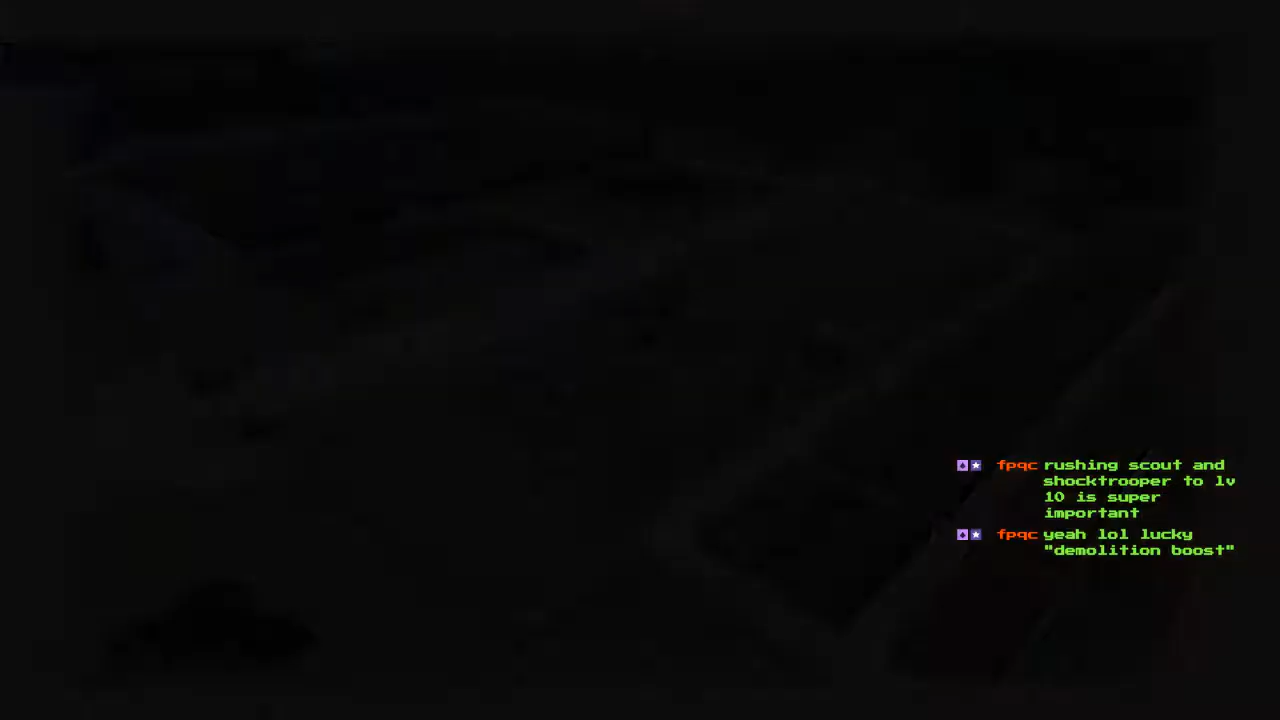 fpqc rushing scout and
shocktrooper to lv
10 is super
important
fpqc yeah lol lucky
"demolition boost"